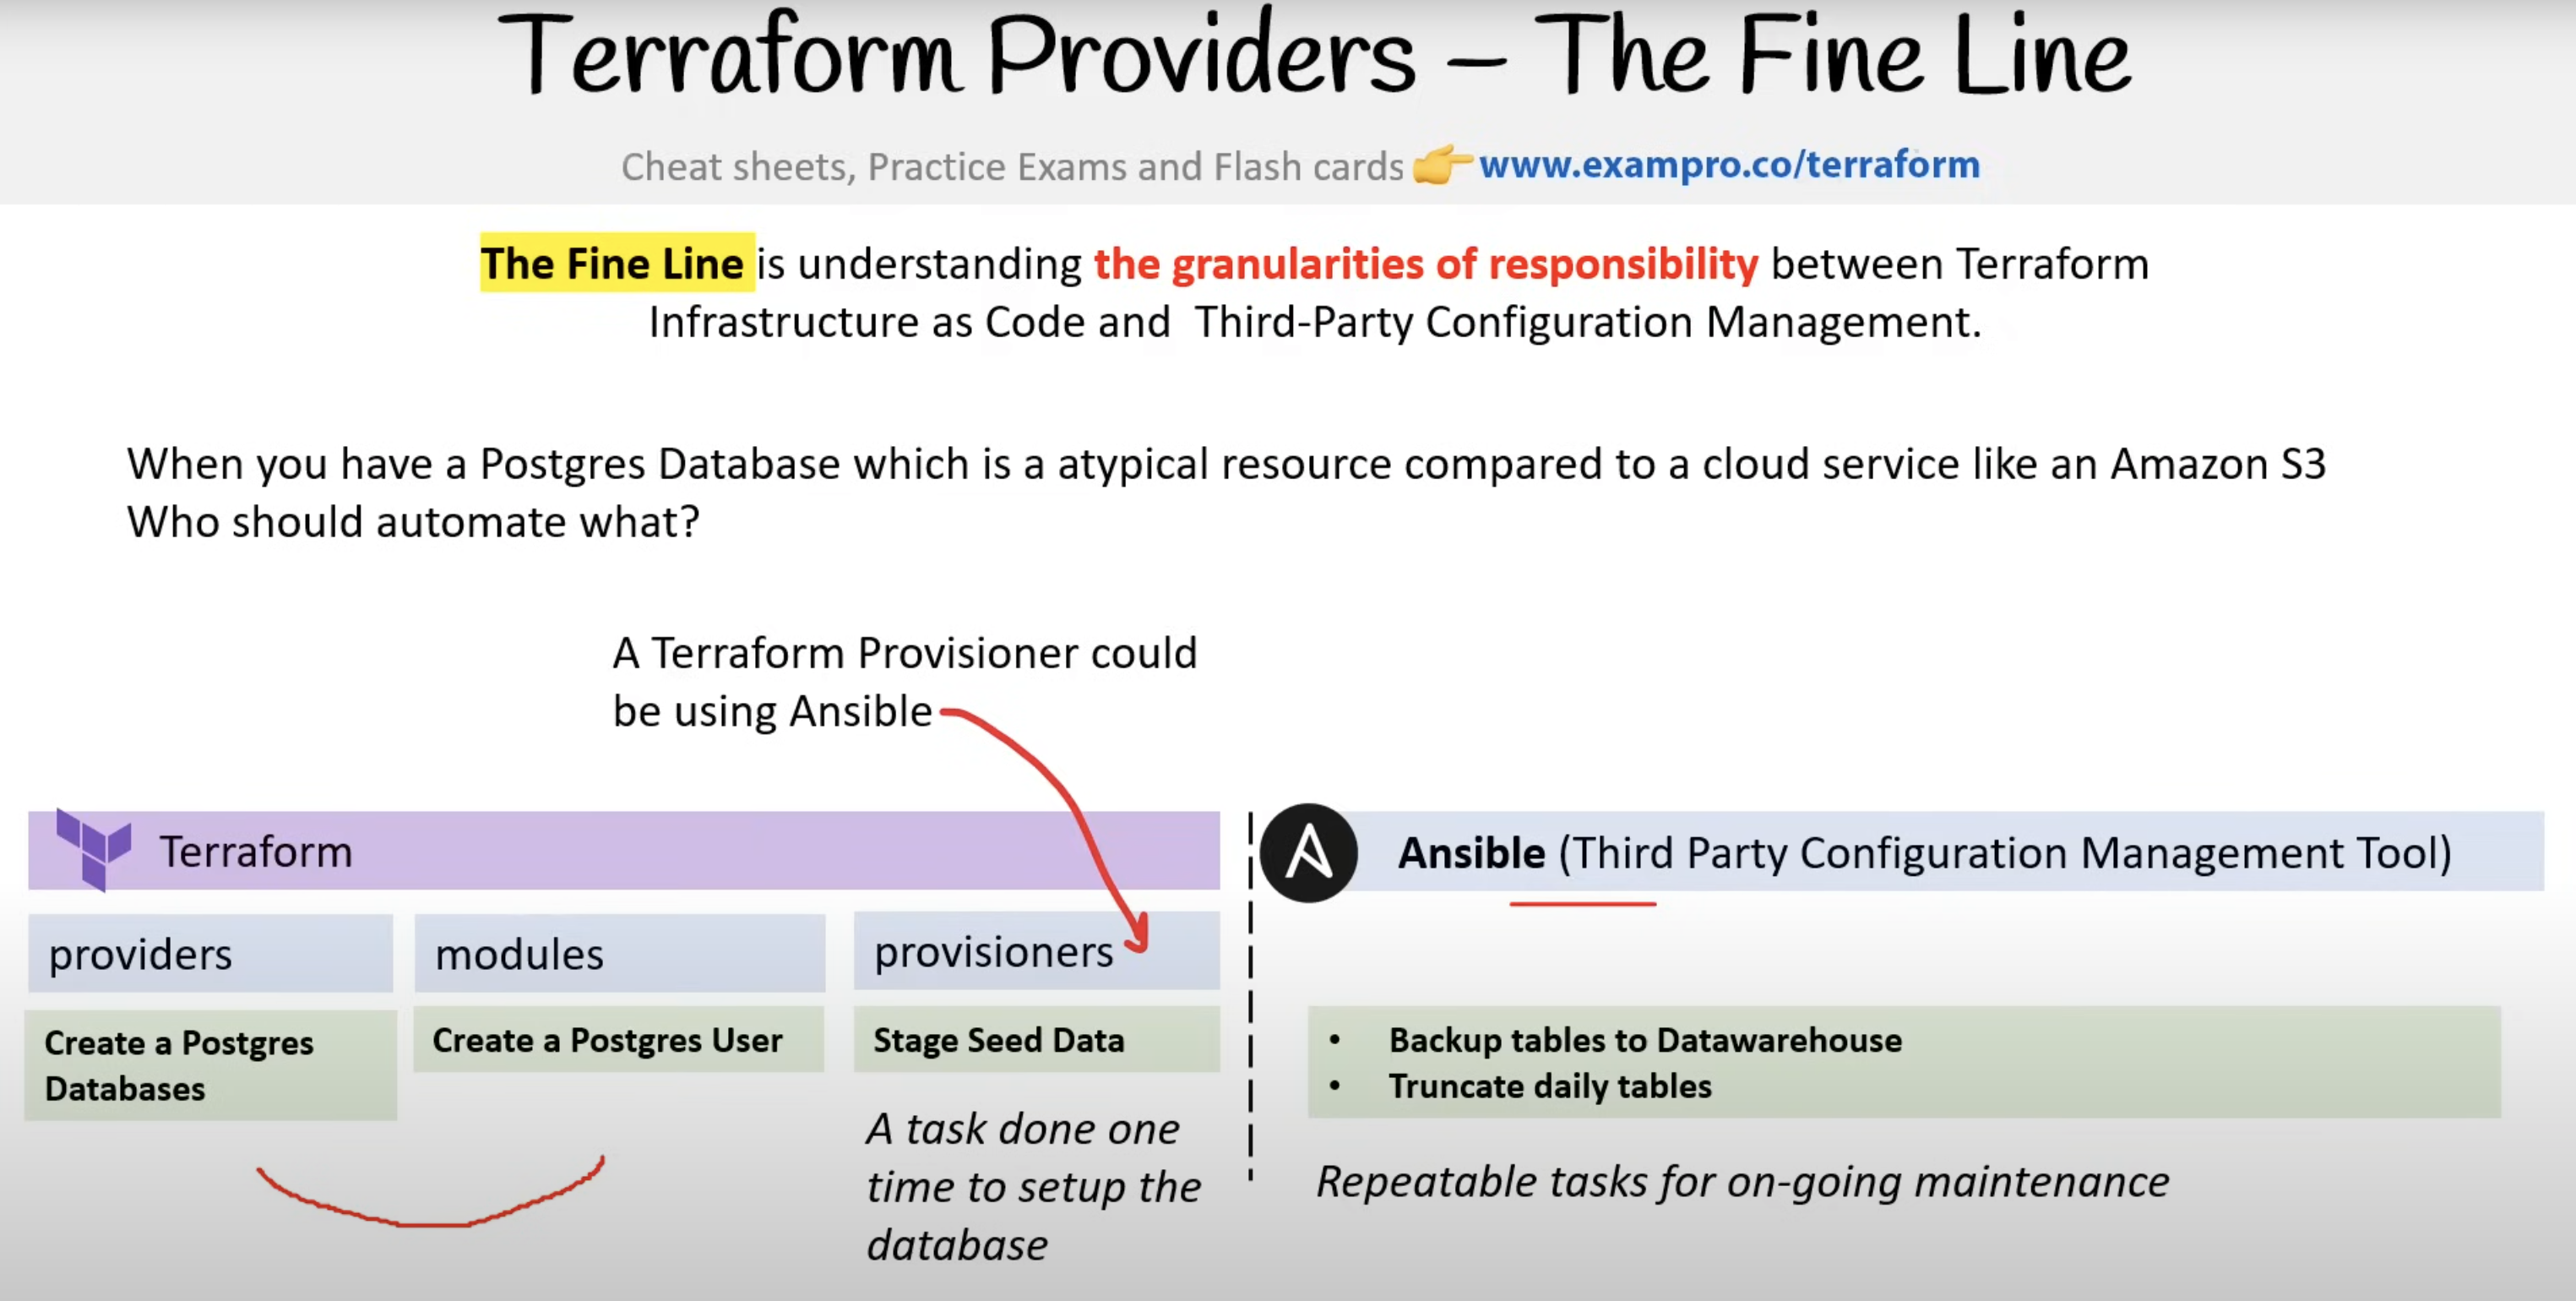 Terraform Providers – The Fine Line
Cheat sheets, Practice Exams and Flash cards 👉 www.exampro.co/terraform
The Fine Line is understanding the granularities of responsibility between Terraform
Infrastructure as Code and Third-Party Configuration Management.
When you have a Postgres Database which is a atypical resource compared to a cloud service like an Amazon S3
Who should automate what?
A Terraform Provisioner could
be using Ansible
Terraform
providers
Create a Postgres
Databases
modules
Create a Postgres User
provisioners
Stage Seed Data
A task done one
time to setup the
database
Ansible (Third Party Configuration Management Tool)
• Backup tables to Datawarehouse
• Truncate daily tables
Repeatable tasks for on-going maintenance